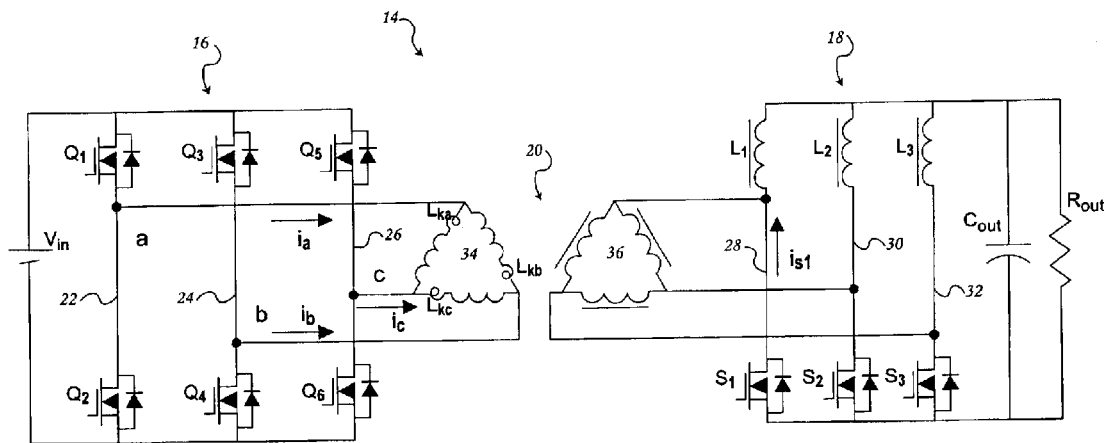 14
16
18
Q1
Q3
Q5
L1
L2
L3
20
Lka
Rout
Cout
a
ia
26
34
36
28
is1
30
Vin
c
Lkb
22
24
b
ib
ic
Lkc
32
Q2
Q4
Q6
S1
S2
S3